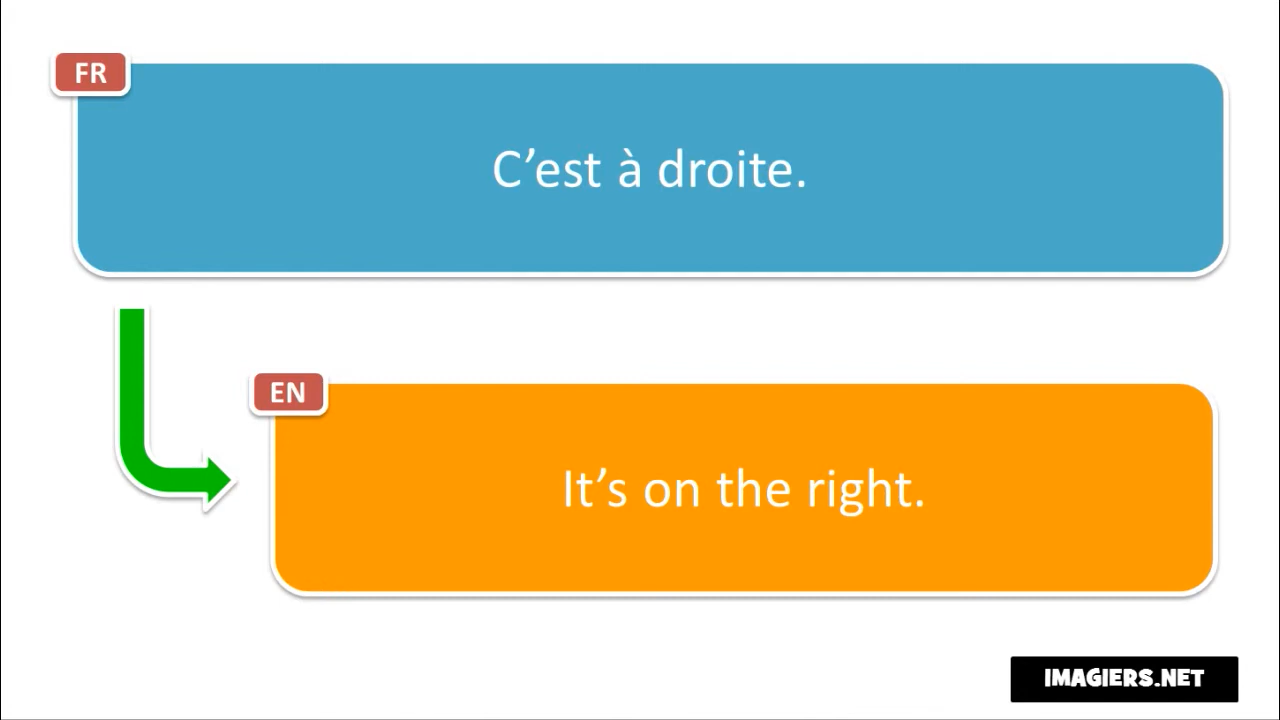 FR
C’est à droite.
EN
It’s on the right.
IMAGIERS.NET